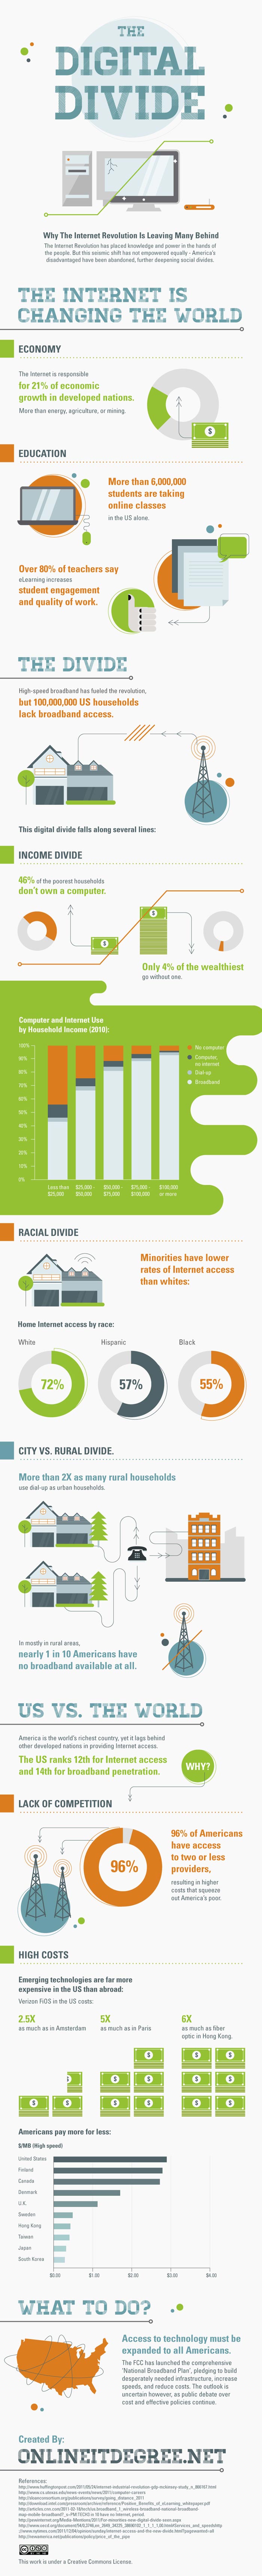 THE
DIGITAL
DIVIDE
Why The Internet Revolution Is Leaving Many Behind
The Internet Revolution has placed knowledge and power in the hands of
the people. But this seismic shift has not empowered equally - America's
disadvantaged have been abandoned, further deepening social divides.
THE INTERNET IS
CHANGING THE WORLD
ECONOMY
The Internet is responsible
for 21% of economic
growth in developed nations.
More than energy, agriculture, or mining.
EDUCATION
More than 6,000,000
students are taking
online classes
in the US alone.
Over 80% of teachers say
eLearning increases
student engagement
and quality of work.
THE DIVIDE
High-speed broadband has fueled the revolution,
but 100,000,000 US households
lack broadband access.
This digital divide falls along several lines:
INCOME DIVIDE
46% of the poorest households
don't own a computer.
Only 4% of the wealthiest
go without one.
Computer and Internet Use
by Household Income (2010):
100%
90%
80%
70%
60%
50%
40%
30%
20%
10%
0%
No computer
Computer,
no internet
Dial-up
Broadband
Less than $25,000 - $50,000 - $75,000 - $100,000
$25,000 $50,000 $75,000 $100,000 or more
RACIAL DIVIDE
Minorities have lower
rates of Internet access
than whites:
Home Internet access by race:
White Hispanic Black
72% 57% 55%
CITY VS. RURAL DIVIDE.
More than 2X as many rural households
use dial-up as urban households.
In mostly rural areas,
nearly 1 in 10 Americans have
no broadband available at all.
US VS. THE WORLD
America is the world's richest country, yet it lags behind
other developed nations in providing Internet access.
The US ranks 12th for Internet access
and 14th for broadband penetration.
WHY?
LACK OF COMPETITION
96%
96% of Americans
have access
to two or less
providers,
resulting in higher
costs that squeeze
out America's poor.
HIGH COSTS
Emerging technologies are far more
expensive in the US than abroad:
Verizon FiOS in the US costs:
2.5X 5X 6X
as much as in Amsterdam as much as in Paris as much as fiber
optic in Hong Kong.
Americans pay more for less:
$/MB (High speed)
United States
Finland
Canada
Denmark
U.K.
Sweden
Hong Kong
Taiwan
Japan
South Korea
$0.00 $1.00 $2.00 $3.00 $4.00
WHAT TO DO?
Access to technology must be
expanded to all Americans.
The FCC has launched the comprehensive
'National Broadband Plan', pledging to build
desperately needed infrastructure, increase
speeds, and reduce costs. The outlook is
uncertain however, as public debate over
cost and effective policies continue.
Created By:
ONLINEITDEGREE.NET
References:
This work is under a Creative Commons License.